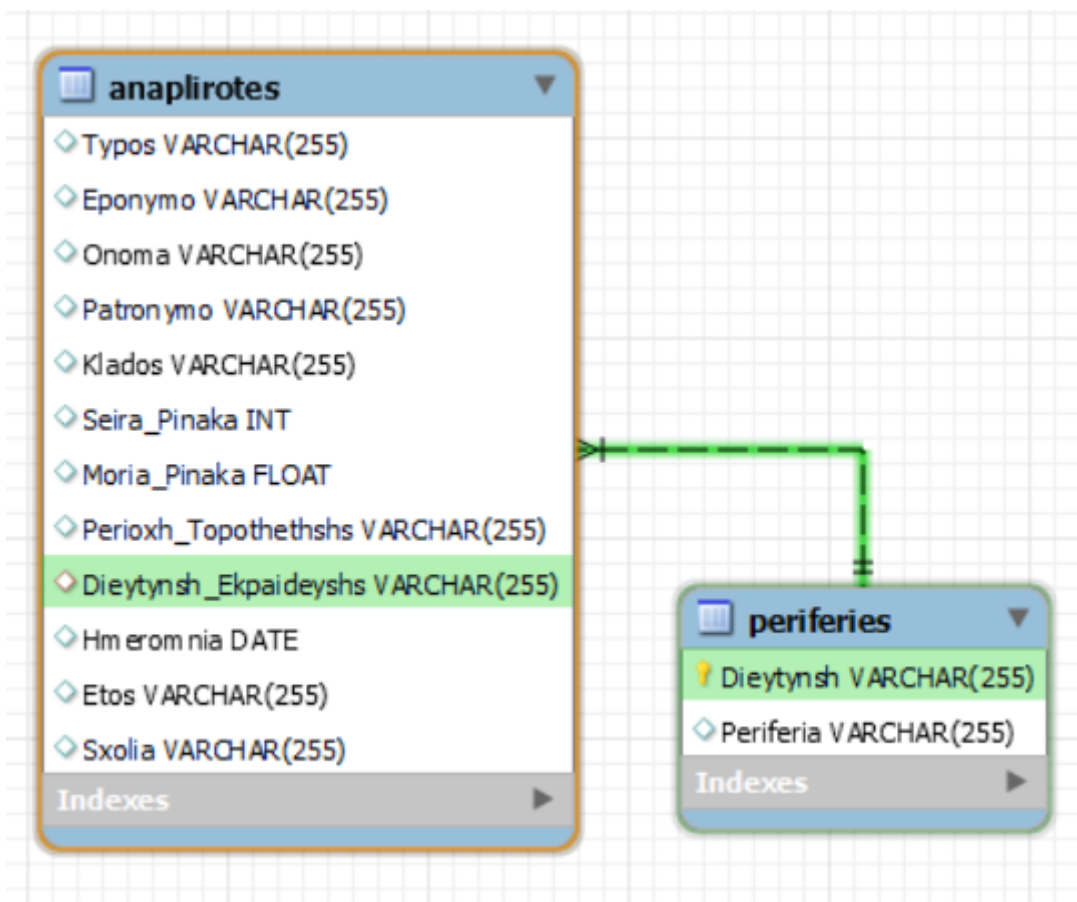 anaplirotes
Typos VARCHAR(255)
Eponymo VARCHAR(255)
Onoma VARCHAR(255)
Patronymo VARCHAR(255)
Klados VARCHAR(255)
Seira_Pinaka INT
Moria_Pinaka FLOAT
Perioxh_Topothethshs VARCHAR(255)
Dieytynsh_Ekpaideyshs VARCHAR(255)
Hmeromnia DATE
Etos VARCHAR(255)
Sxolia VARCHAR(255)
Indexes
periferies
Dieytynsh VARCHAR(255)
Periferia VARCHAR(255)
Indexes